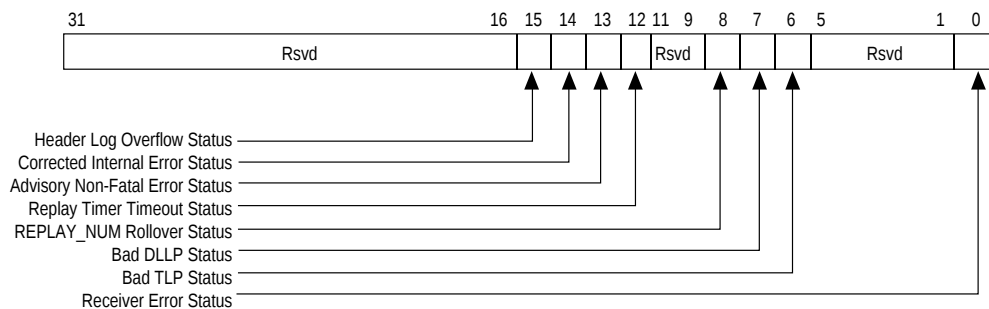 31 16 15 14 13 12 11 9 8 7 6 5 1 0
Rsvd Rsvd Rsvd
Header Log Overflow Status
Corrected Internal Error Status
Advisory Non-Fatal Error Status
Replay Timer Timeout Status
REPLAY_NUM Rollover Status
Bad DLLP Status
Bad TLP Status
Receiver Error Status